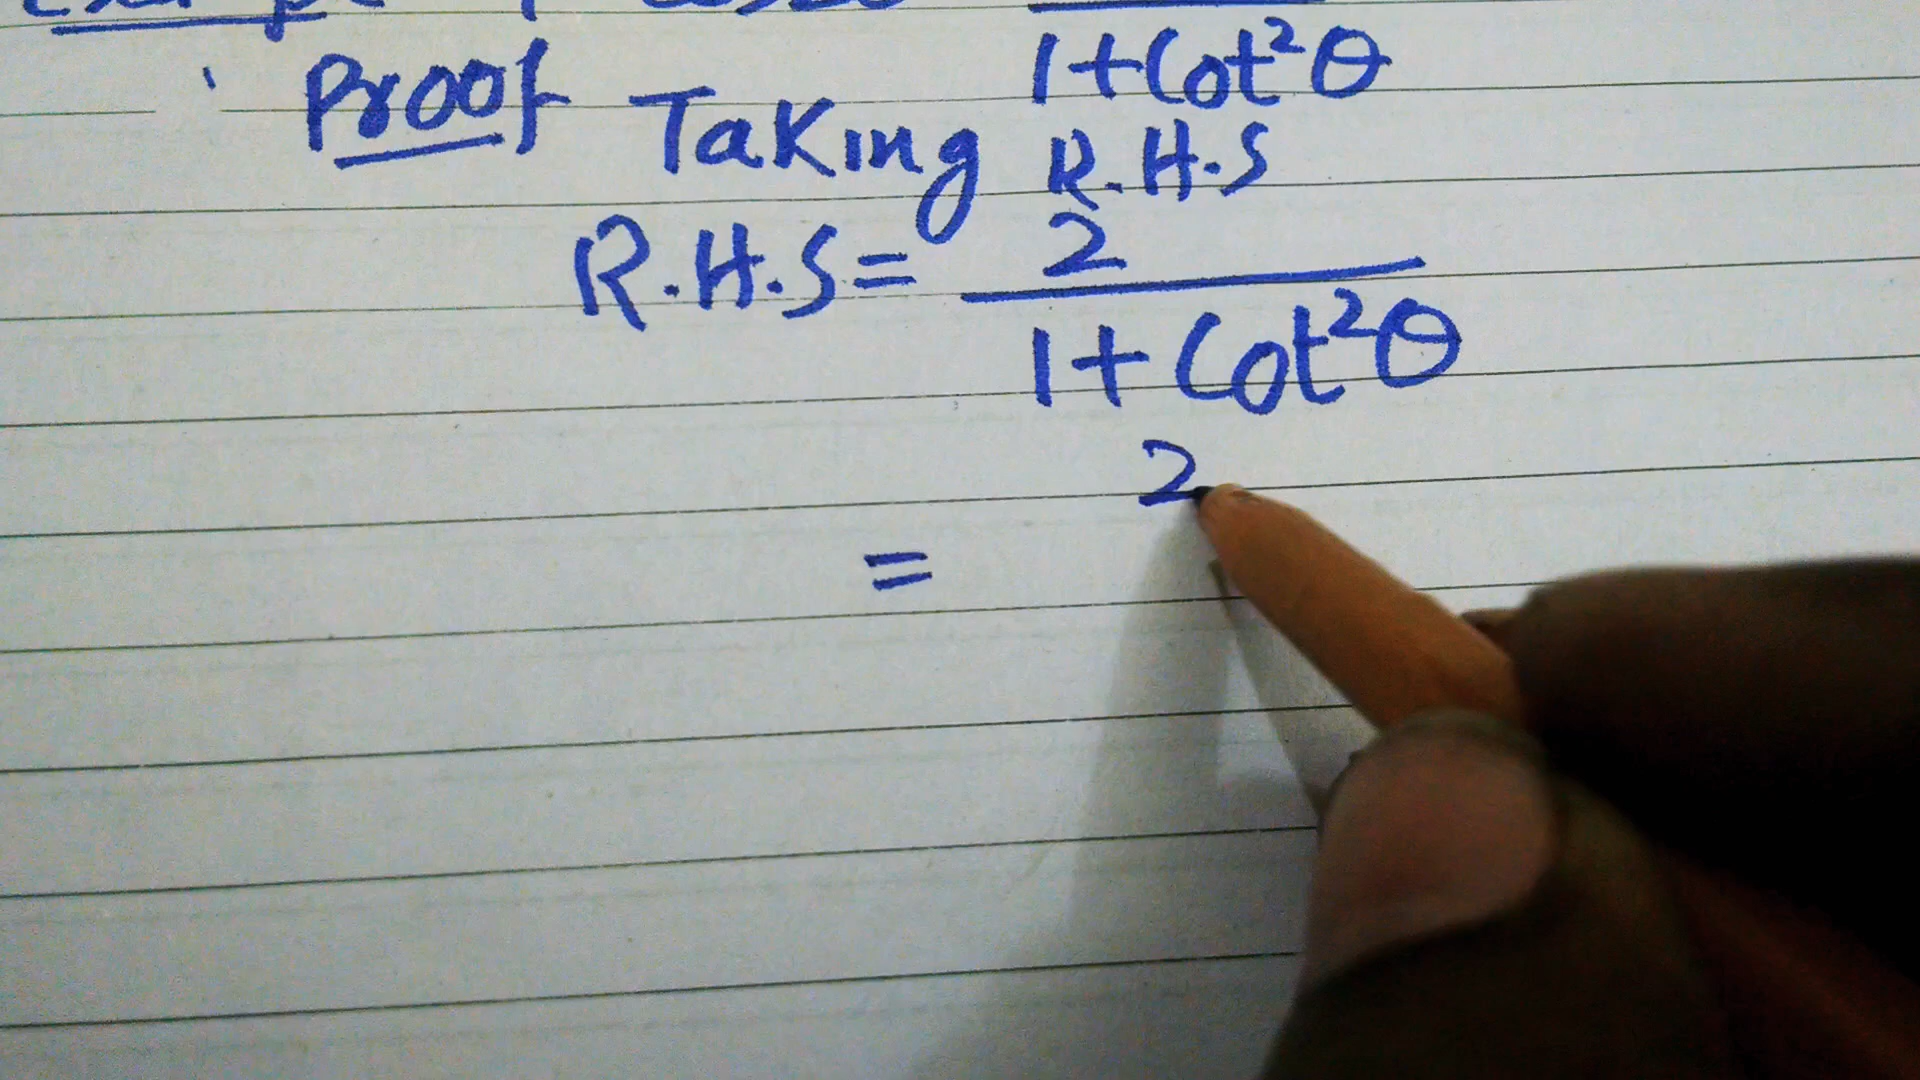 1+Cot²θ
Proof Taking R.H.S
R.H.S= 2
1+Cot²θ
2
=